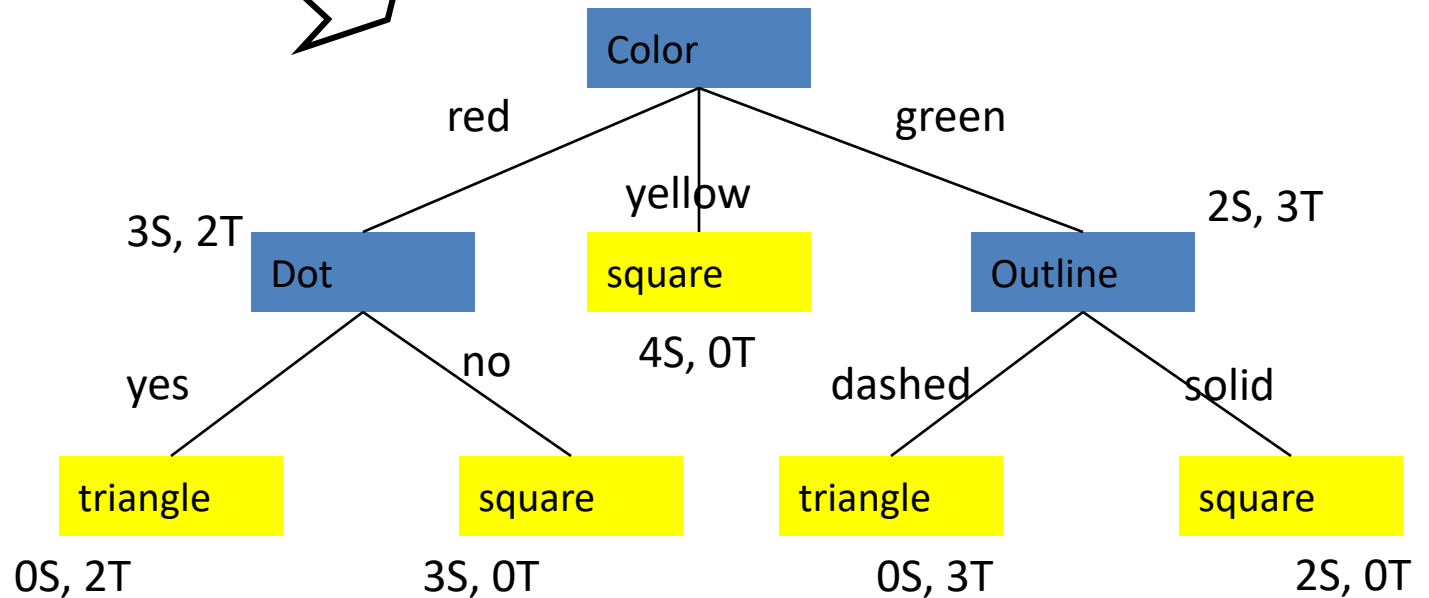 Color
red
green
yellow
3S, 2T
2S, 3T
Dot
square
Outline
4S, 0T
yes
no
dashed
solid
triangle
square
triangle
square
0S, 2T
3S, 0T
0S, 3T
2S, 0T